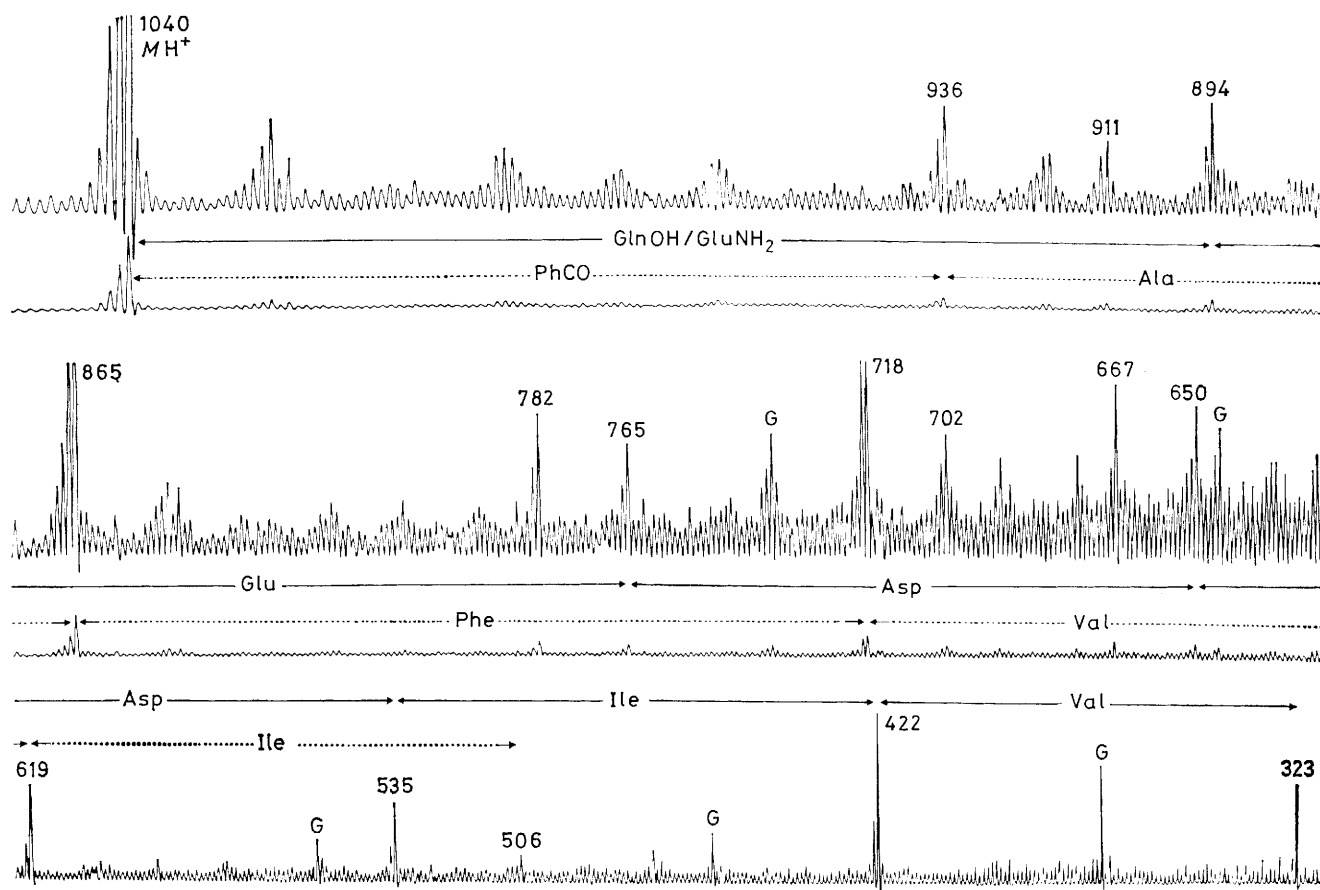 1040
MH⁺
936
911
894
GlnOH/GluNH₂
PhCO
Ala
865
782
765
G
718
702
667
650
G
Glu
Asp
Phe
Val
Asp
Ile
Val
Ile
422
619
G
535
506
G
G
323